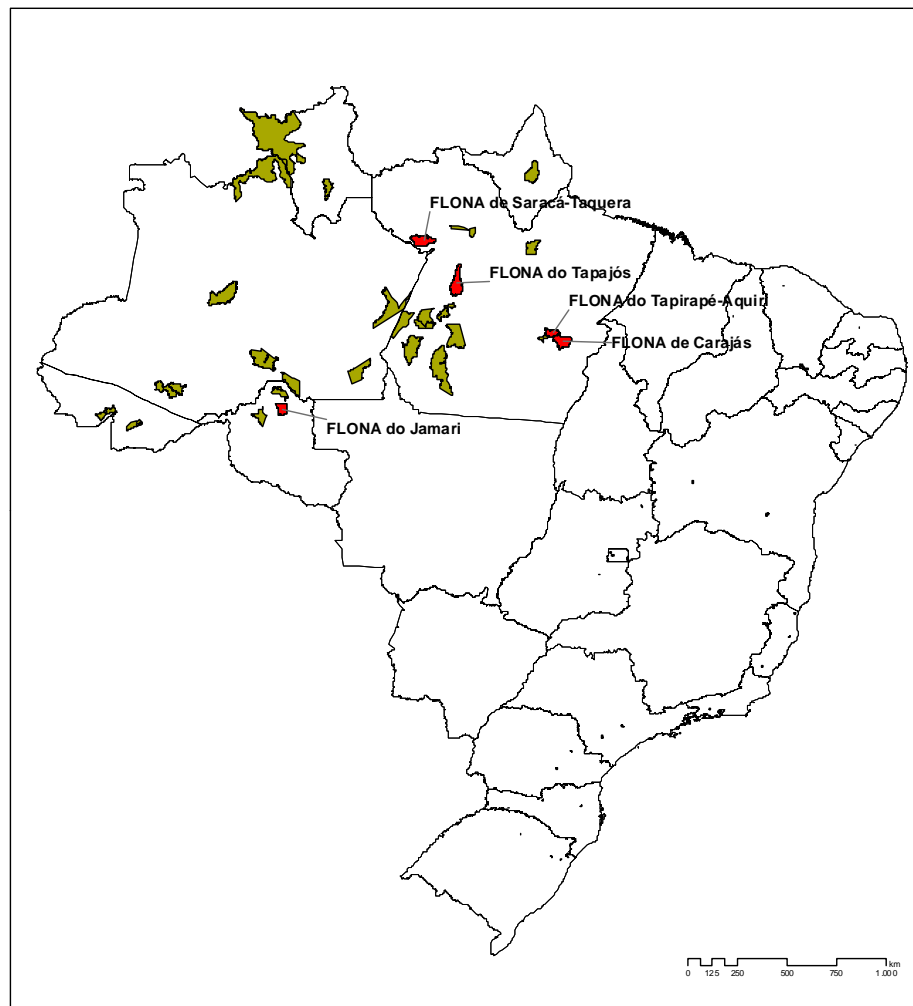 FLONA de Saracá-Taquera
FLONA do Tapajós
FLONA do Tapirapé-Aquiri
FLONA de Carajás
FLONA do Jamari
km
0 125 250 500 750 1.000